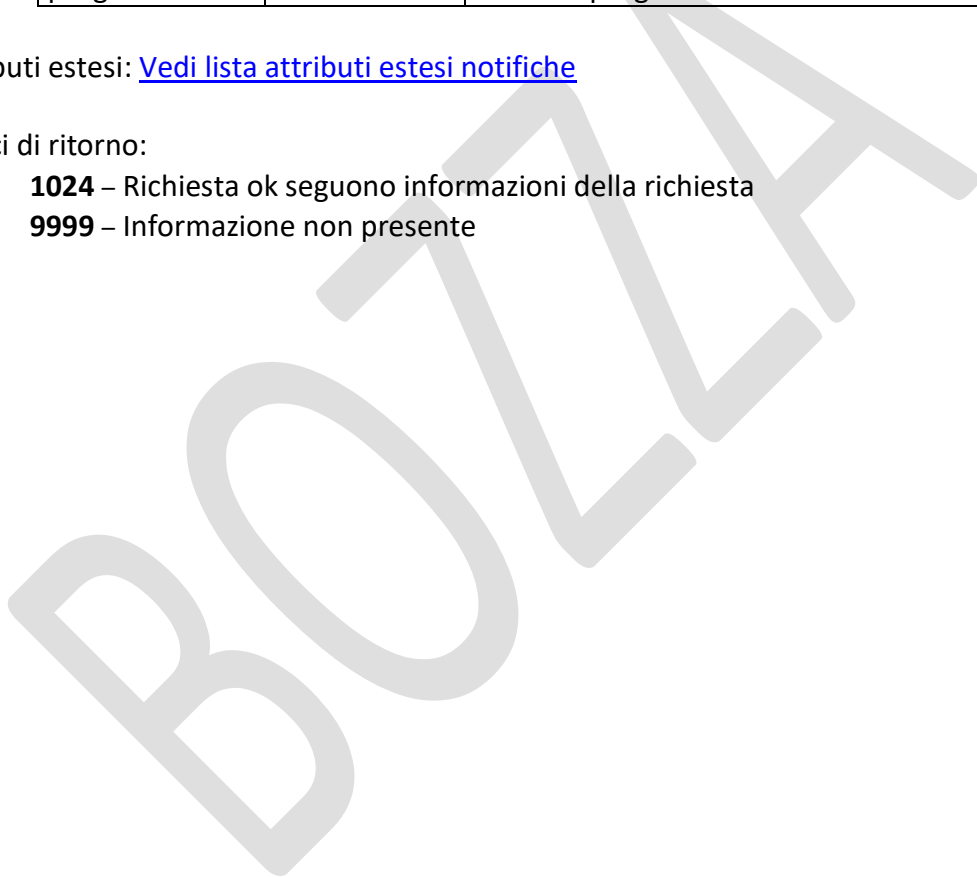 buti estesi: Vedi lista attributi estesi notifiche
i di ritorno:
1024 – Richiesta ok seguono informazioni della richiesta
9999 – Informazione non presente
BOZZA